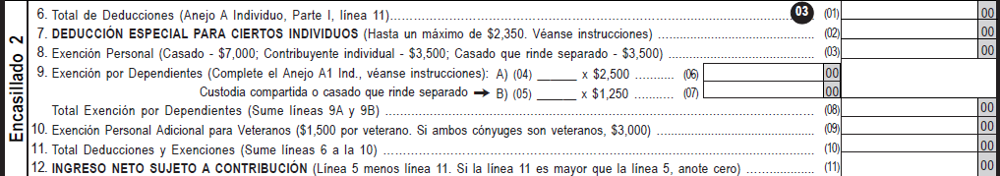 Encasillado 2
6. Total de Deducciones (Anejo A Individuo, Parte I, línea 11)........................................................ 03 (01) 00
7. DEDUCCIÓN ESPECIAL PARA CIERTOS INDIVIDUOS (Hasta un máximo de $2,350. Véanse instrucciones) ........................................ (02) 00
8. Exención Personal (Casado - $7,000; Contribuyente individual - $3,500; Casado que rinde separado - $3,500) ..................................... (03) 00
9. Exención por Dependientes (Complete el Anejo A1 Ind., véanse instrucciones): A) (04) ______ x $2,500 ........... (06) 00
Custodia compartida o casado que rinde separado → B) (05) ______ x $1,250 ........... (07) 00
Total Exención por Dependientes (Sume líneas 9A y 9B) ........................................................ (08) 00
10. Exención Personal Adicional para Veteranos ($1,500 por veterano. Si ambos cónyuges son veteranos, $3,000) ........................................ (09) 00
11. Total Deducciones y Exenciones (Sume líneas 6 a la 10) ........................................................ (10) 00
12. INGRESO NETO SUJETO A CONTRIBUCIÓN (Línea 5 menos línea 11. Si la línea 11 es mayor que la línea 5, anote cero) .................. (11) 00